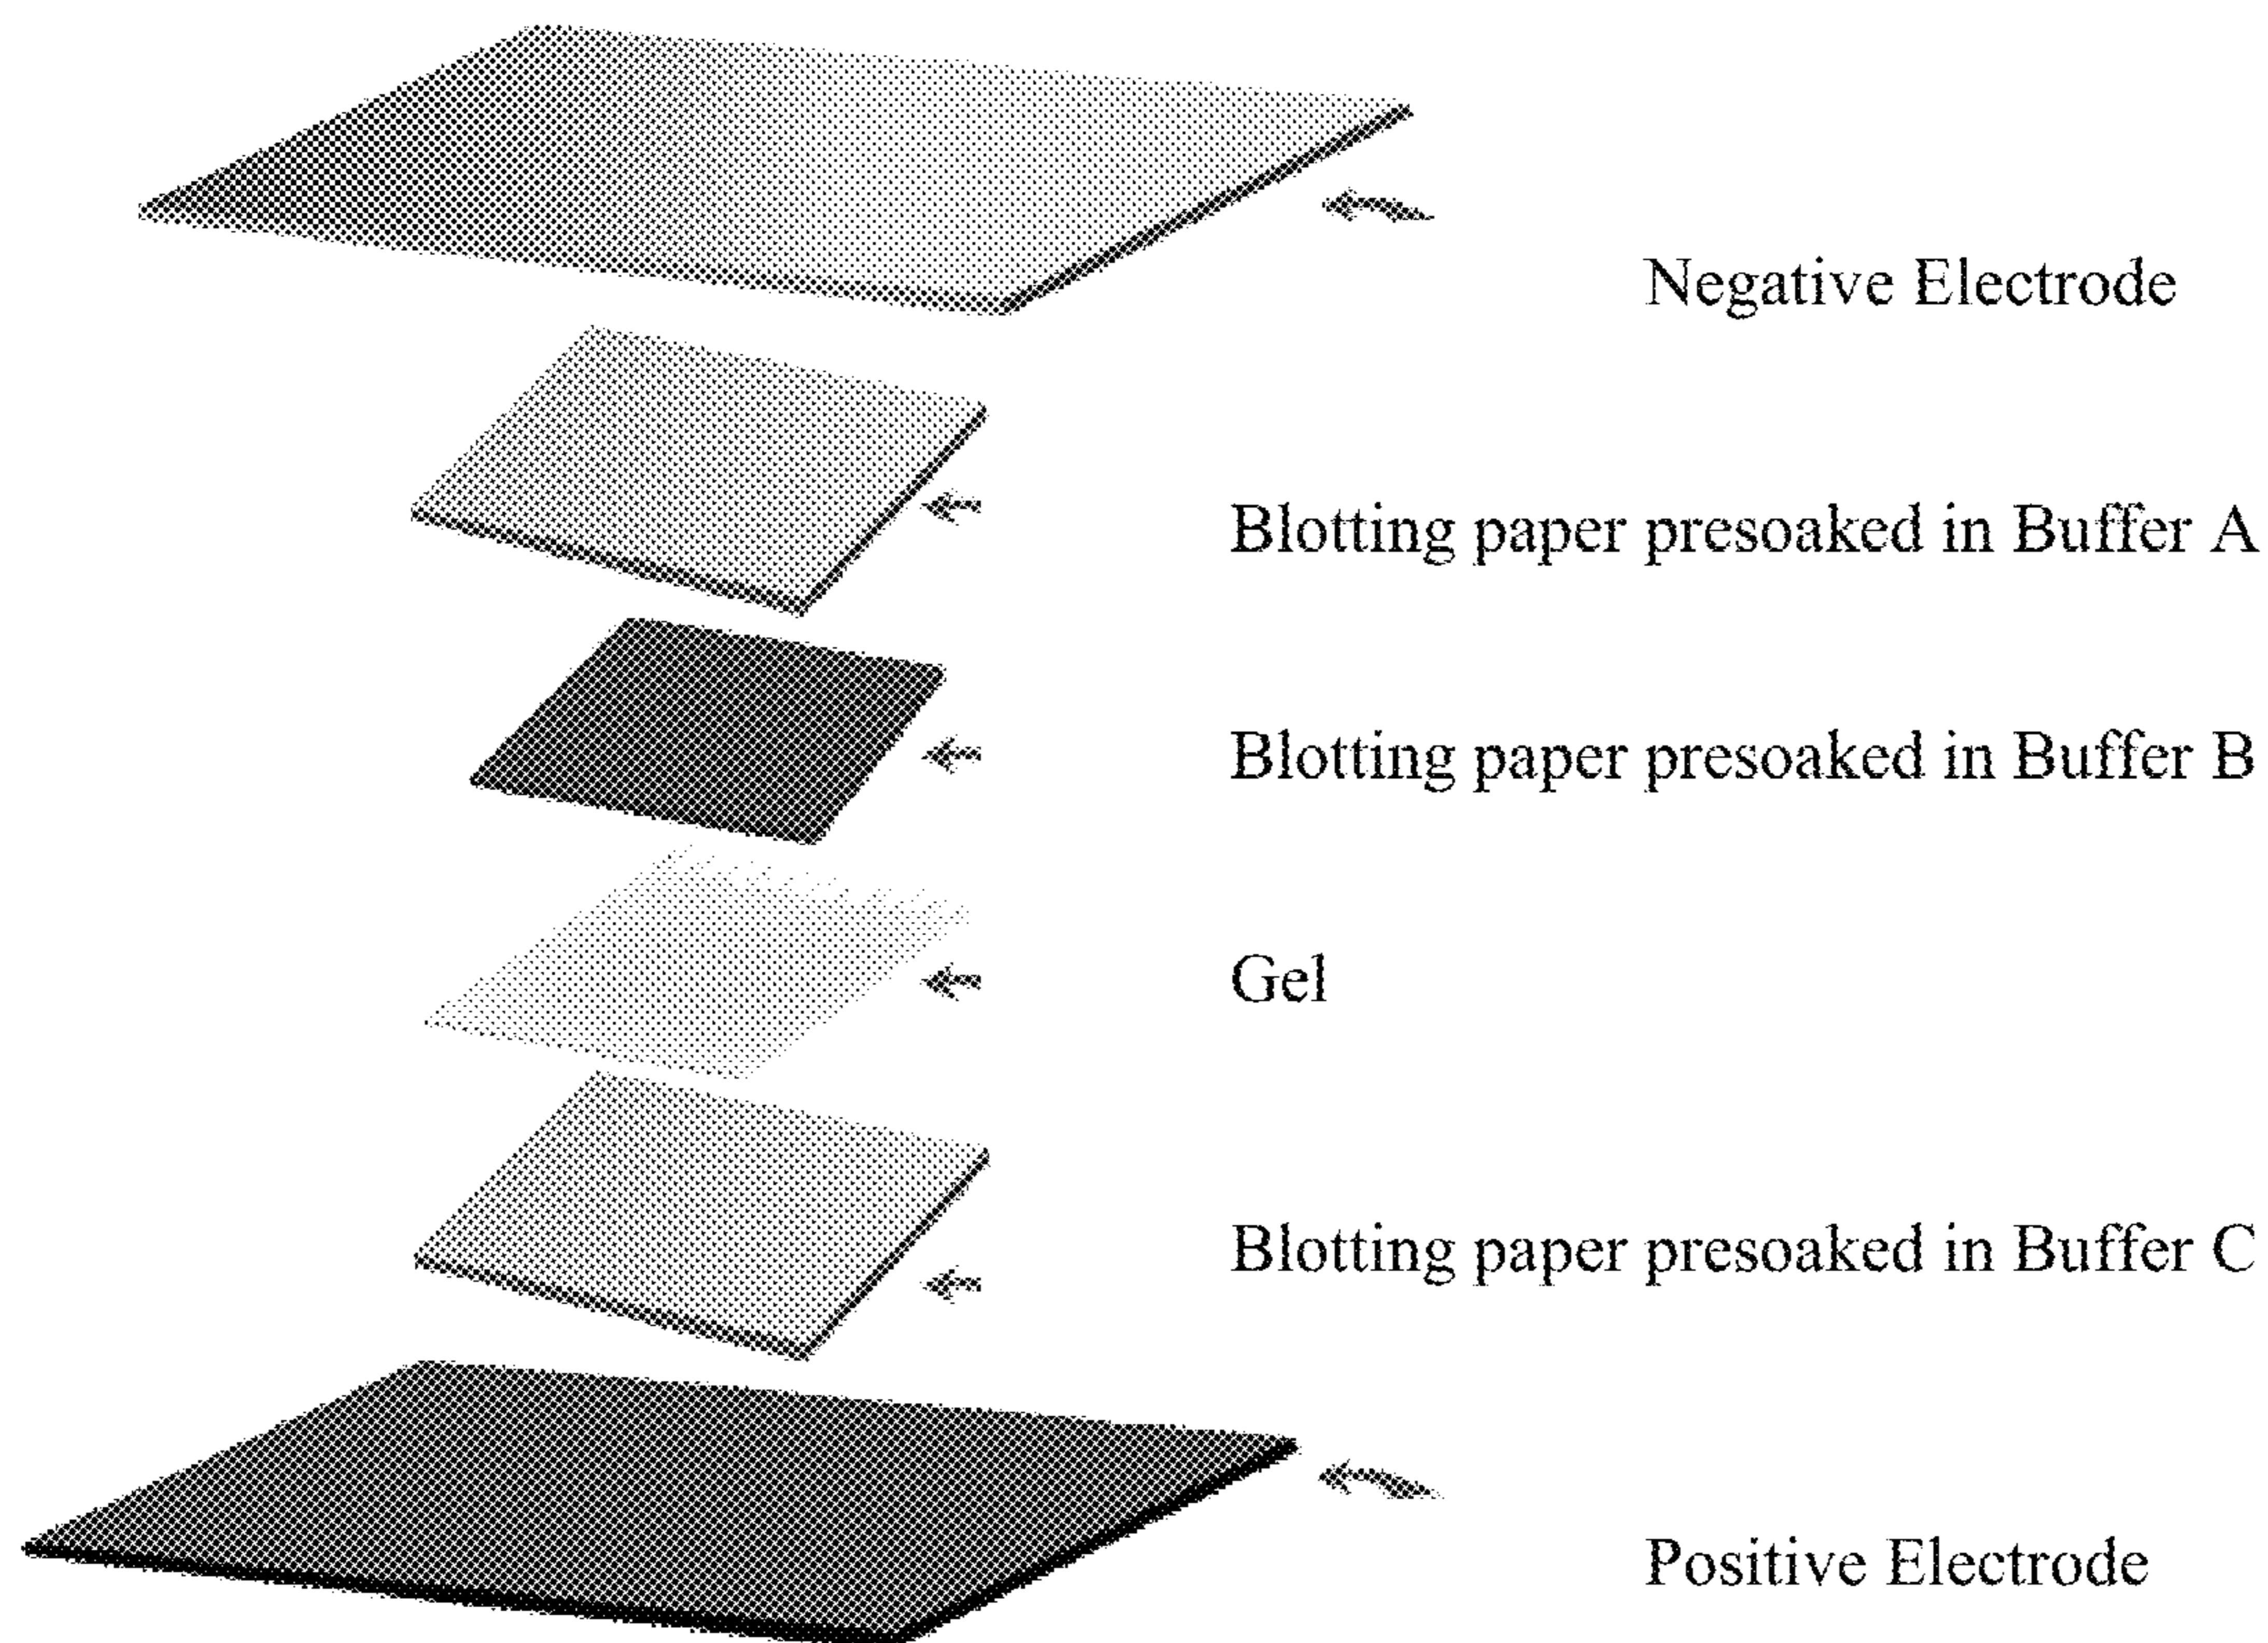 Negative Electrode
Blotting paper presoaked in Buffer A
Blotting paper presoaked in Buffer B
Gel
Blotting paper presoaked in Buffer C
Positive Electrode